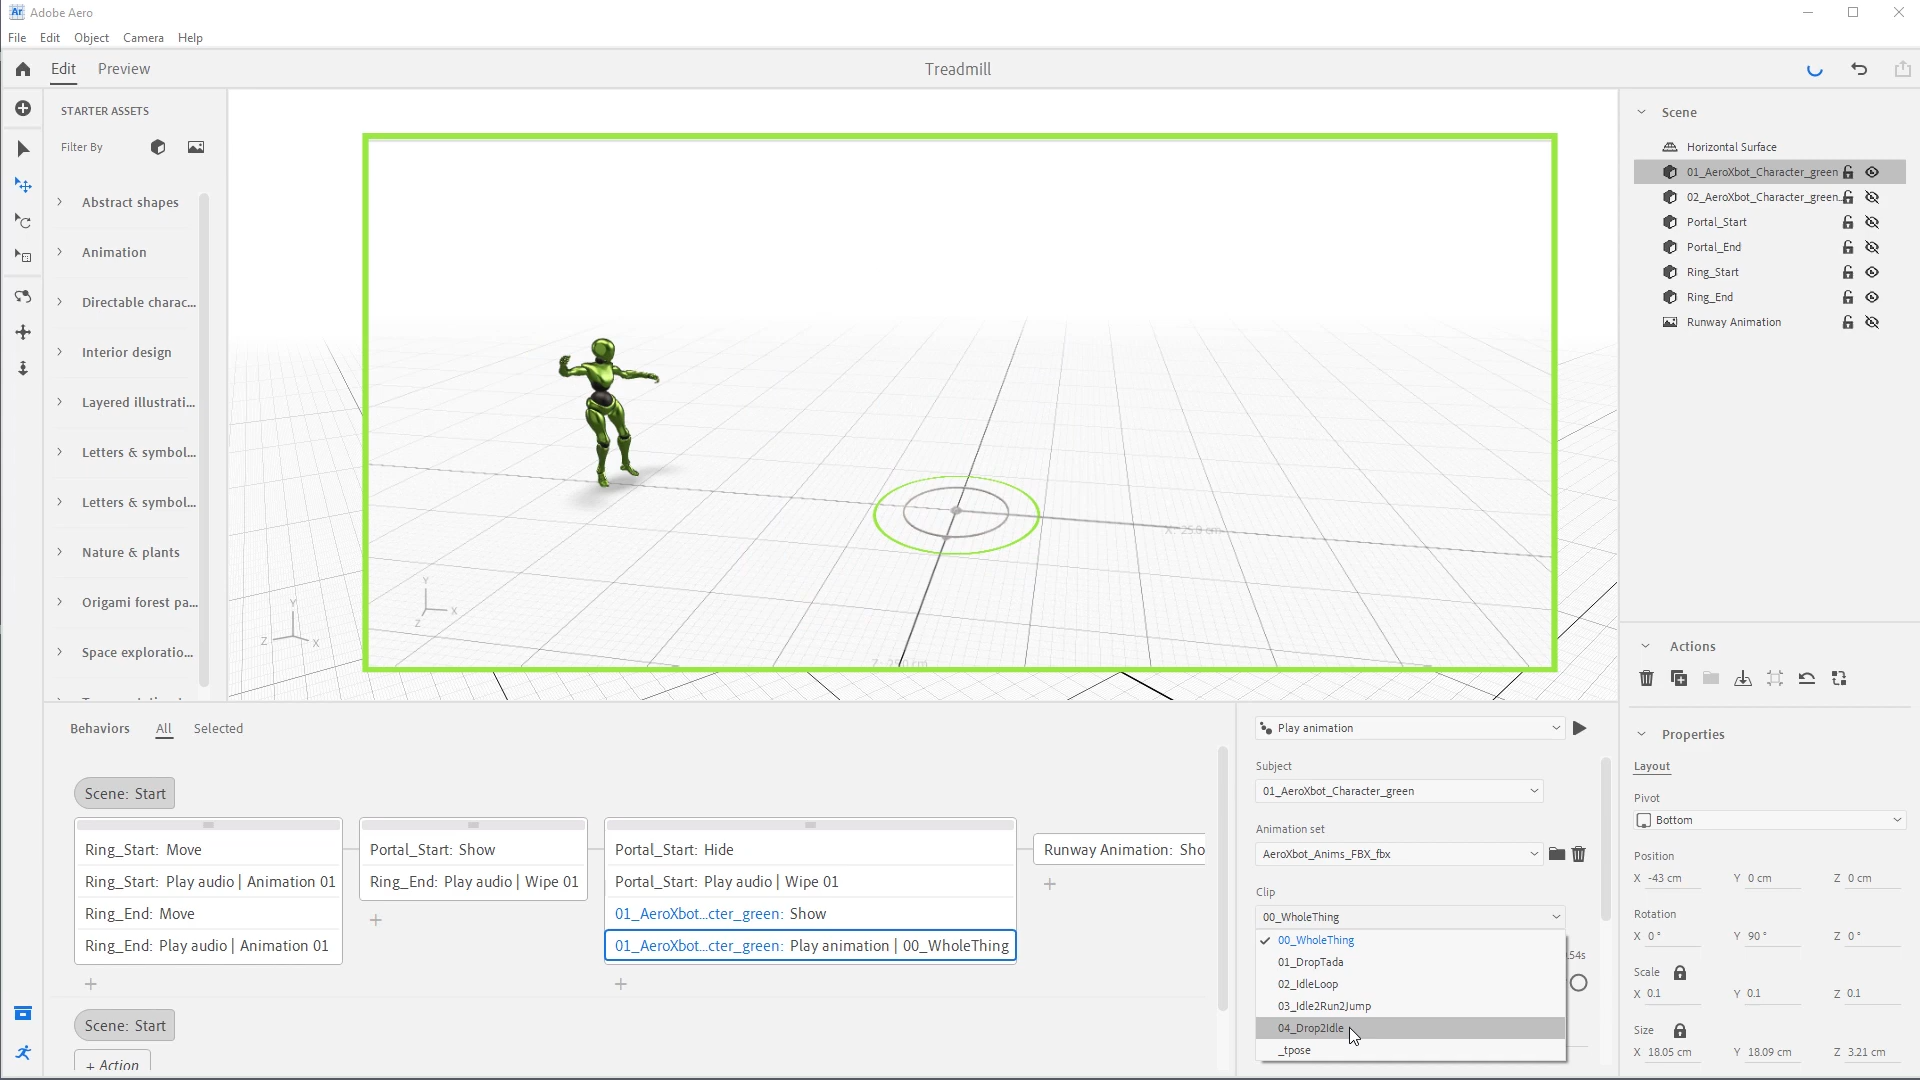 Ar Adobe Aero
File Edit Object Camera Help
Edit Preview Treadmill
STARTER ASSETS
Filter By
Abstract shapes
Animation
Directable charac...
Interior design
Layered illustrati...
Letters & symbol...
Letters & symbol...
Nature & plants
Origami forest pa...
Space exploratio...
Y
Z X
Y
X
Z
X: 25.0 cm
Scene
Horizontal Surface
01_AeroXbot_Character_green
02_AeroXbot_Character_green...
Portal_Start
Portal_End
Ring_Start
Ring_End
Runway Animation
Behaviors All Selected
Scene: Start
Ring_Start: Move
Ring_Start: Play audio | Animation 01
Ring_End: Move
Ring_End: Play audio | Animation 01
+
Portal_Start: Show
Ring_End: Play audio | Wipe 01
+
Portal_Start: Hide
Portal_Start: Play audio | Wipe 01
01_AeroXbot...cter_green: Show
01_AeroXbot...cter_green: Play animation | 00_WholeThing
+
Runway Animation: Sho
+
Scene: Start
+ Action
Play animation
Subject
01_AeroXbot_Character_green
Animation set
AeroXbot_Anims_FBX_fbx
Clip
00_WholeThing
00_WholeThing
01_DropTada
02_IdleLoop
03_Idle2Run2Jump
04_Drop2Idle
_tpose
54s
Actions
Properties
Layout
Pivot
Bottom
Position
X -43 cm Y 0 cm Z 0 cm
Rotation
X 0° Y 90° Z 0°
Scale
X 0.1 Y 0.1 Z 0.1
Size
X 18.05 cm Y 18.09 cm Z 3.21 cm